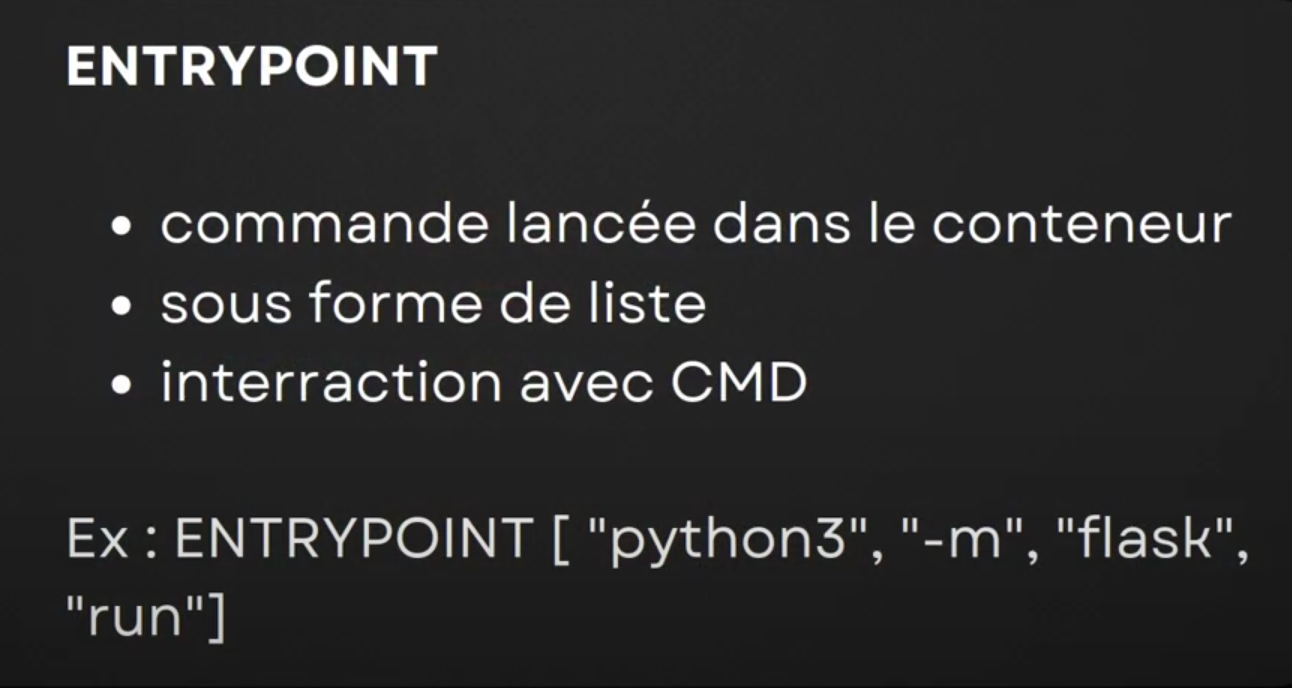 ENTRYPOINT
• commande lancée dans le conteneur
• sous forme de liste
• interraction avec CMD
Ex : ENTRYPOINT [ "python3", "-m", "flask",
"run"]